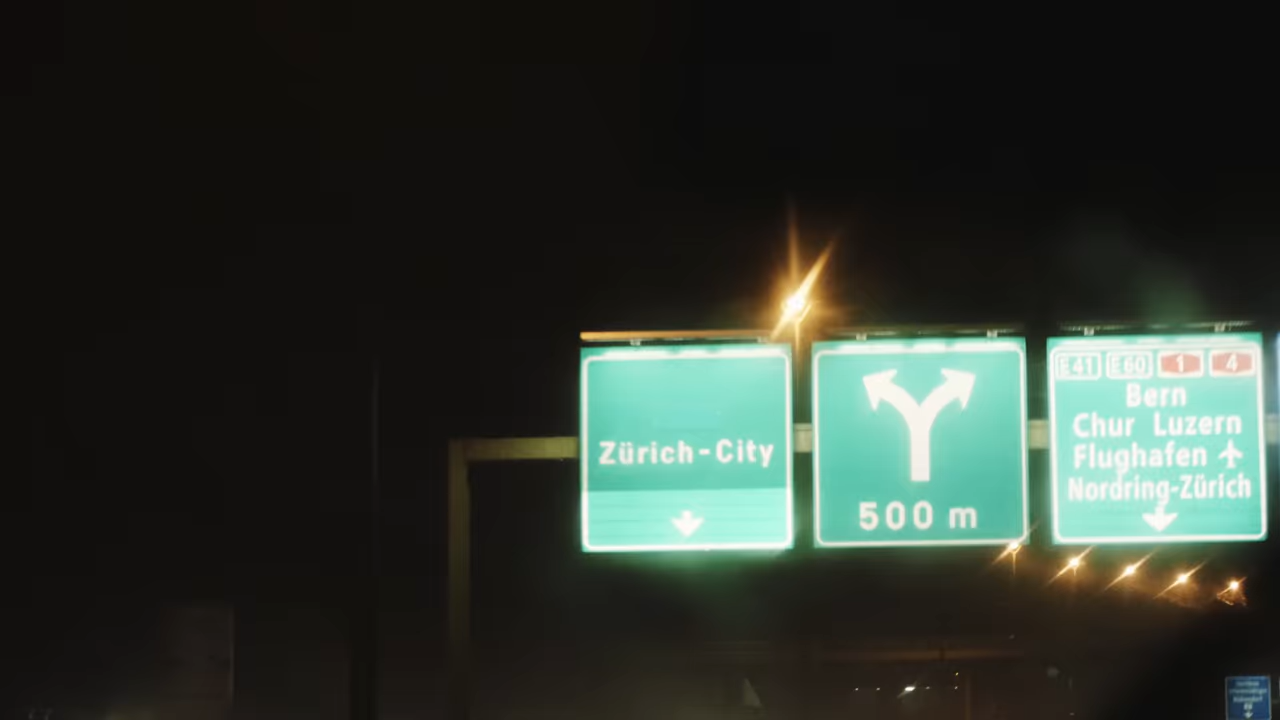 Zürich-City
500 m
E41 E60 1 4
Bern
Chur Luzern
Flughafen
Nordring-Zürich